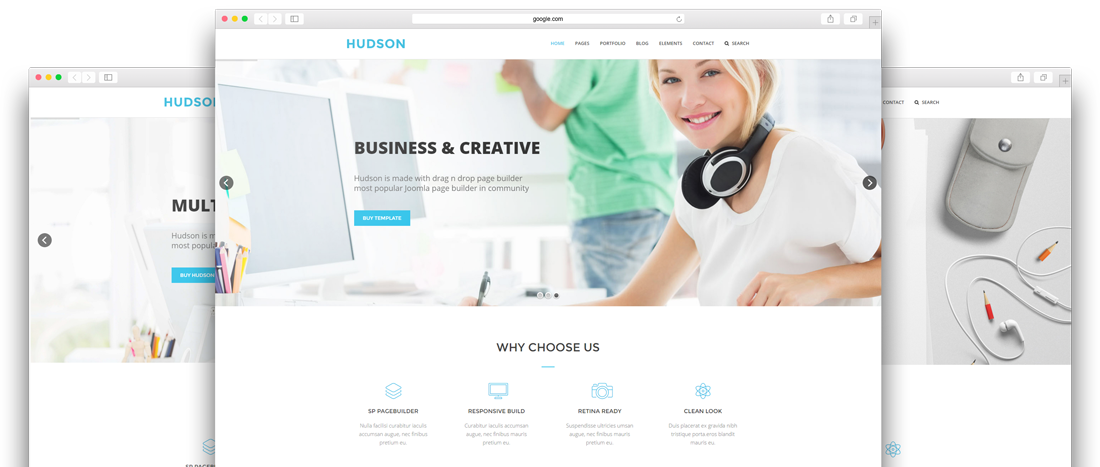 google.com
HUDSON
HOME PAGES PORTFOLIO BLOG ELEMENTS CONTACT SEARCH
BUSINESS & CREATIVE
Hudson is made with drag n drop page builder
most popular Joomla page builder in community
BUY TEMPLATE
WHY CHOOSE US
SP PAGEBUILDER
Nulla facilis curabitur iaculis
accumsan augue, nec finibus
pretium eu.
RESPONSIVE BUILD
Curabitur iaculis accumsan
augue, nec finibus mauris
pretium eu.
RETINA READY
Suspendisse ultricies umsan
augue, nec finibus mauris
pretium eu.
CLEAN LOOK
Duis placerat ex gravida nibh
tristique porta eros blandit
mauris eu.
HUDSON
MULT
Hudson is m
most popul
BUY HUDSON
SP PAGEB
CONTACT SEARCH